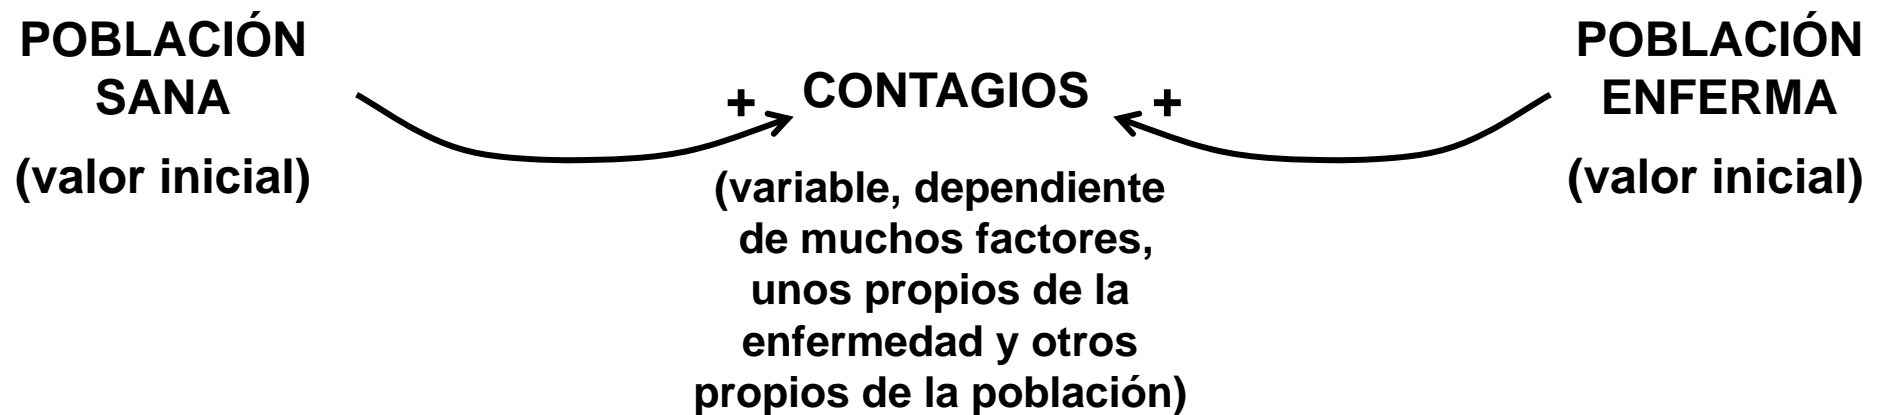 POBLACIÓN
SANA
(valor inicial)
+ CONTAGIOS +
(variable, dependiente
de muchos factores,
unos propios de la
enfermedad y otros
propios de la población)
POBLACIÓN
ENFERMA
(valor inicial)